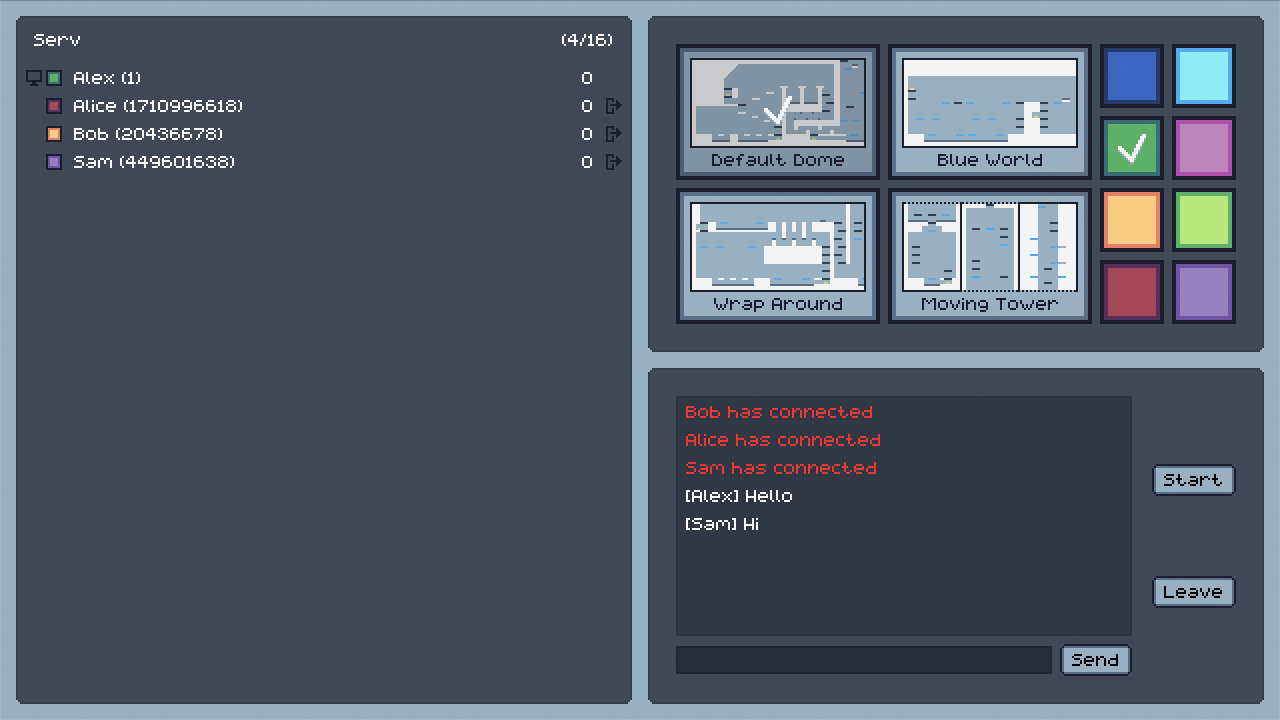 Serv (4/16)
Alex (1) 0
Alice (1710996618) 0
Bob (20436678) 0
Sam (449601638) 0
Default Dome
Blue World
Wrap Around
Moving Tower
Bob has connected
Alice has connected
Sam has connected
[Alex] Hello
[Sam] Hi
Start
Leave
Send